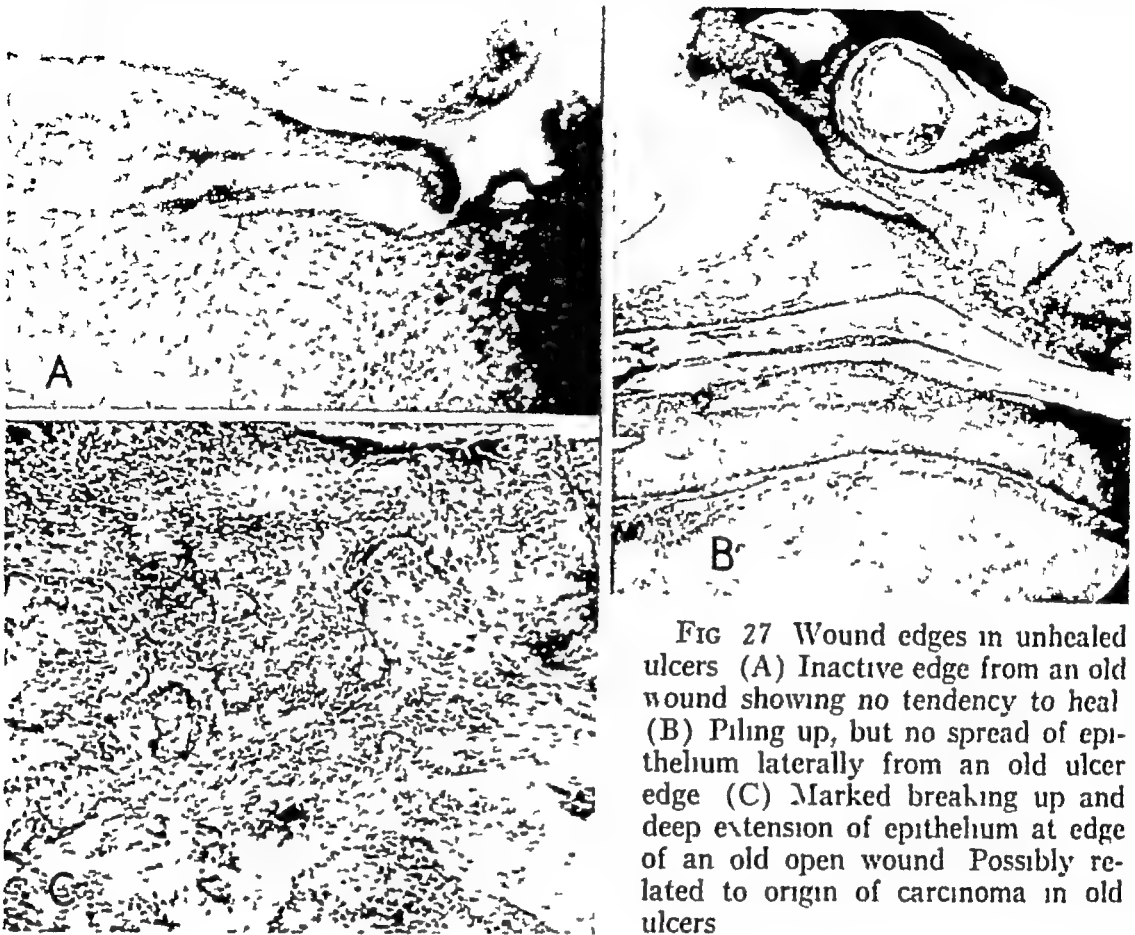 A
B
C
FIG 27 Wound edges in unhealed
ulcers (A) Inactive edge from an old
wound showing no tendency to heal
(B) Piling up, but no spread of epi-
thelium laterally from an old ulcer
edge (C) Marked breaking up and
deep extension of epithelium at edge
of an old open wound Possibly re-
lated to origin of carcinoma in old
ulcers